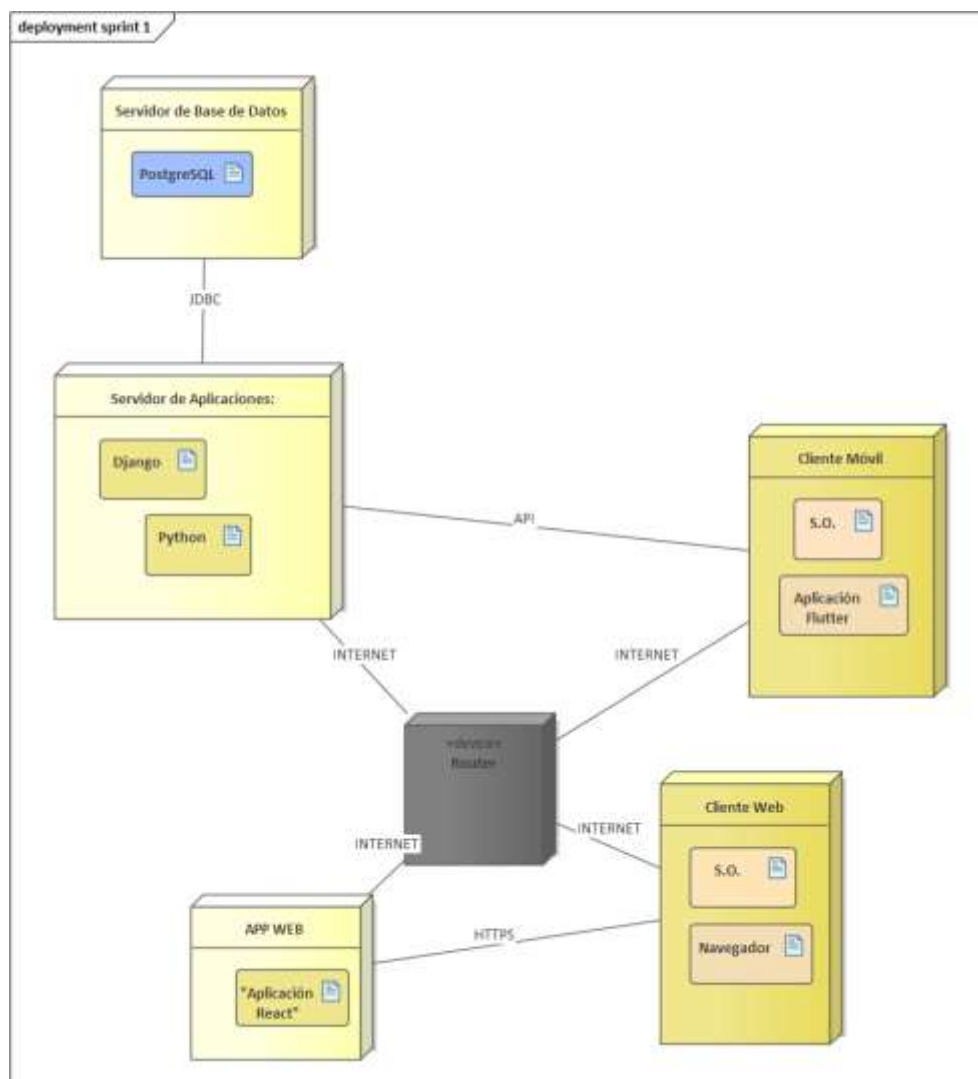 deployment sprint 1
Servidor de Base de Datos
PostgreSQL
JDBC
Servidor de Aplicaciones:
Django
Python
API
Cliente Móvil
S.O.
Aplicación
Flutter
INTERNET
INTERNET
«device»
Router
INTERNET
INTERNET
Cliente Web
S.O.
Navegador
HTTPS
APP WEB
"Aplicación
React"